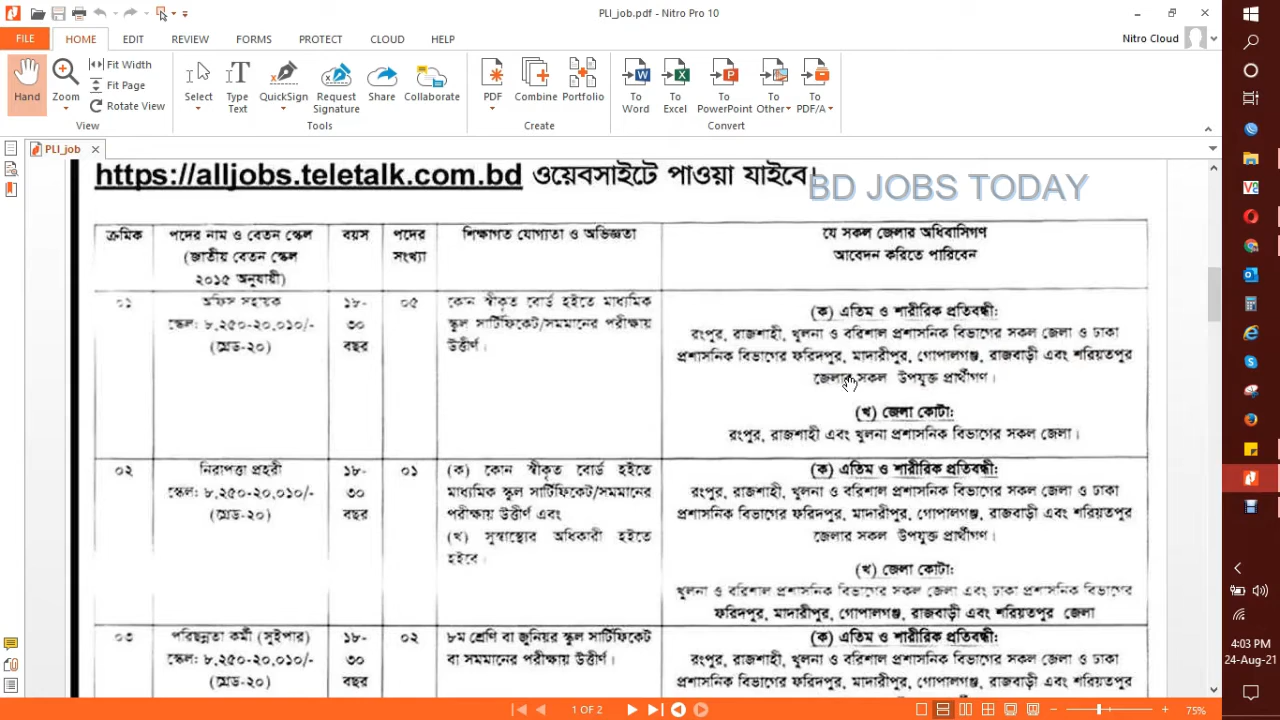 PLI_job.pdf - Nitro Pro 10
FILE HOME EDIT REVIEW FORMS PROTECT CLOUD HELP Nitro Cloud
Hand Zoom Fit Width Fit Page Rotate View Select Type Text QuickSign Request Signature Share Collaborate PDF Combine Portfolio To Word To Excel To PowerPoint To Other To PDF/A
View Tools Create Convert
PLI_job
https://alljobs.teletalk.com.bd ওয়েবসাইটে পাওয়া যাইবে।
BD JOBS TODAY
ক্রমিক
পদের নাম ও বেতন স্কেল
(জাতীয় বেতন স্কেল
২০১৫ অনুযায়ী)
বয়স
পদের
সংখ্যা
শিক্ষাগত যোগ্যতা ও অভিজ্ঞতা
যে সকল জেলার অধিবাসিগণ
আবেদন করিতে পারিবেন
০১
অফিস সহায়ক
স্কেল: ৮,২৫০-২০,০১০/-
(গ্রেড-২০)
১৮-
৩০
বছর
০৫
কোন স্বীকৃত বোর্ড হইতে মাধ্যমিক
স্কুল সার্টিফিকেট/সমমানের পরীক্ষায়
উত্তীর্ণ।
(ক) এতিম ও শারীরিক প্রতিবন্ধী:
রংপুর, রাজশাহী, খুলনা ও বরিশাল প্রশাসনিক বিভাগের সকল জেলা ও ঢাকা
প্রশাসনিক বিভাগের ফরিদপুর, মাদারীপুর, গোপালগঞ্জ, রাজবাড়ী এবং শরিয়তপুর
জেলার সকল উপযুক্ত প্রার্থীগণ।
(খ) জেলা কোটা:
রংপুর, রাজশাহী এবং খুলনা প্রশাসনিক বিভাগের সকল জেলা।
০২
নিরাপত্তা প্রহরী
স্কেল: ৮,২৫০-২০,০১০/-
(গ্রেড-২০)
১৮-
৩০
বছর
০১
(ক) কোন স্বীকৃত বোর্ড হইতে
মাধ্যমিক স্কুল সার্টিফিকেট/সমমানের
পরীক্ষায় উত্তীর্ণ এবং
(খ) সুস্বাস্থ্যের অধিকারী হইতে
হইবে।
(ক) এতিম ও শারীরিক প্রতিবন্ধী:
রংপুর, রাজশাহী, খুলনা ও বরিশাল প্রশাসনিক বিভাগের সকল জেলা ও ঢাকা
প্রশাসনিক বিভাগের ফরিদপুর, মাদারীপুর, গোপালগঞ্জ, রাজবাড়ী এবং শরিয়তপুর
জেলার সকল উপযুক্ত প্রার্থীগণ।
(খ) জেলা কোটা:
খুলনা ও বরিশাল প্রশাসনিক বিভাগের সকল জেলা এবং ঢাকা প্রশাসনিক বিভাগের
ফরিদপুর, মাদারীপুর, গোপালগঞ্জ, রাজবাড়ী এবং শরিয়তপুর জেলা
০৩
পরিচ্ছন্নতা কর্মী (সুইপার)
স্কেল: ৮,২৫০-২০,০১০/-
(গ্রেড-২০)
১৮-
৩০
বছর
০২
৮ম শ্রেণি বা জুনিয়র স্কুল সার্টিফিকেট
বা সমমানের পরীক্ষায় উত্তীর্ণ।
(ক) এতিম ও শারীরিক প্রতিবন্ধী:
রংপুর, রাজশাহী, খুলনা ও বরিশাল প্রশাসনিক বিভাগের সকল জেলা ও ঢাকা
প্রশাসনিক বিভাগের ফরিদপুর, মাদারীপুর, গোপালগঞ্জ, রাজবাড়ী এবং শরিয়তপুর
1 OF 2
75%
4:03 PM
24-Aug-21